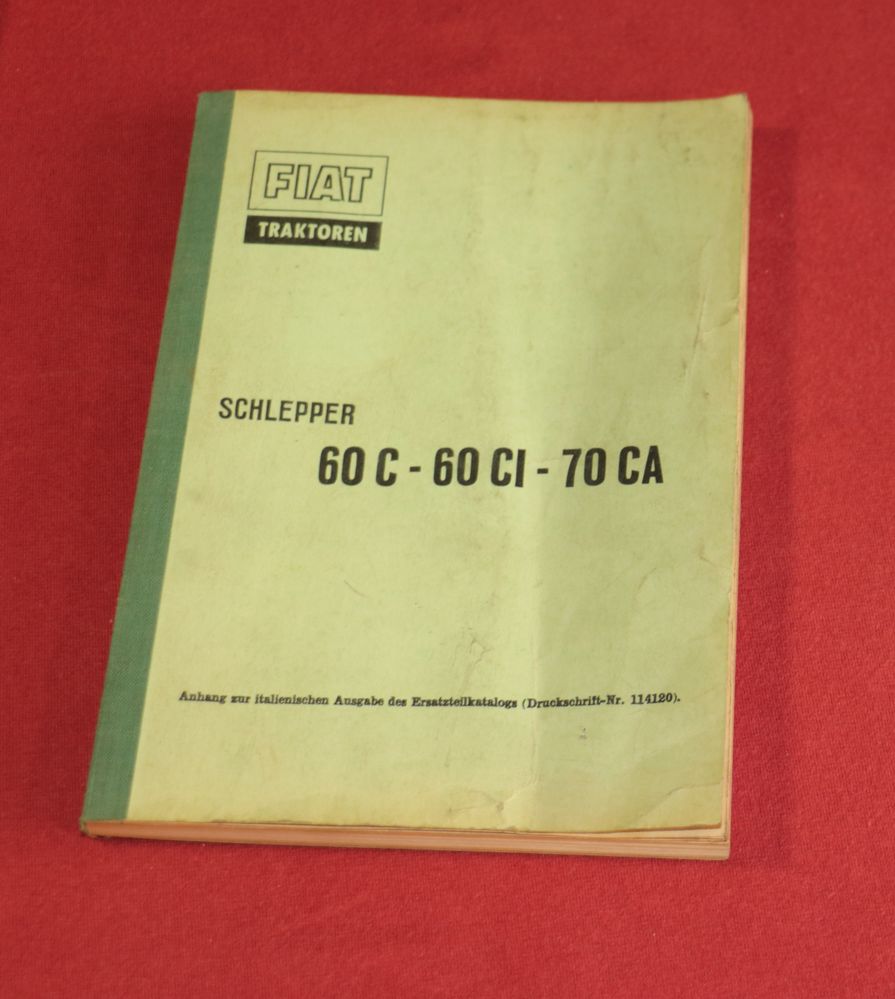 FIAT
TRAKTOREN
SCHLEPPER
60 C - 60 CI - 70 CA
Anhang zur italienischen Ausgabe des Ersatzteilkatalogs (Druckschrift-Nr. 114120).